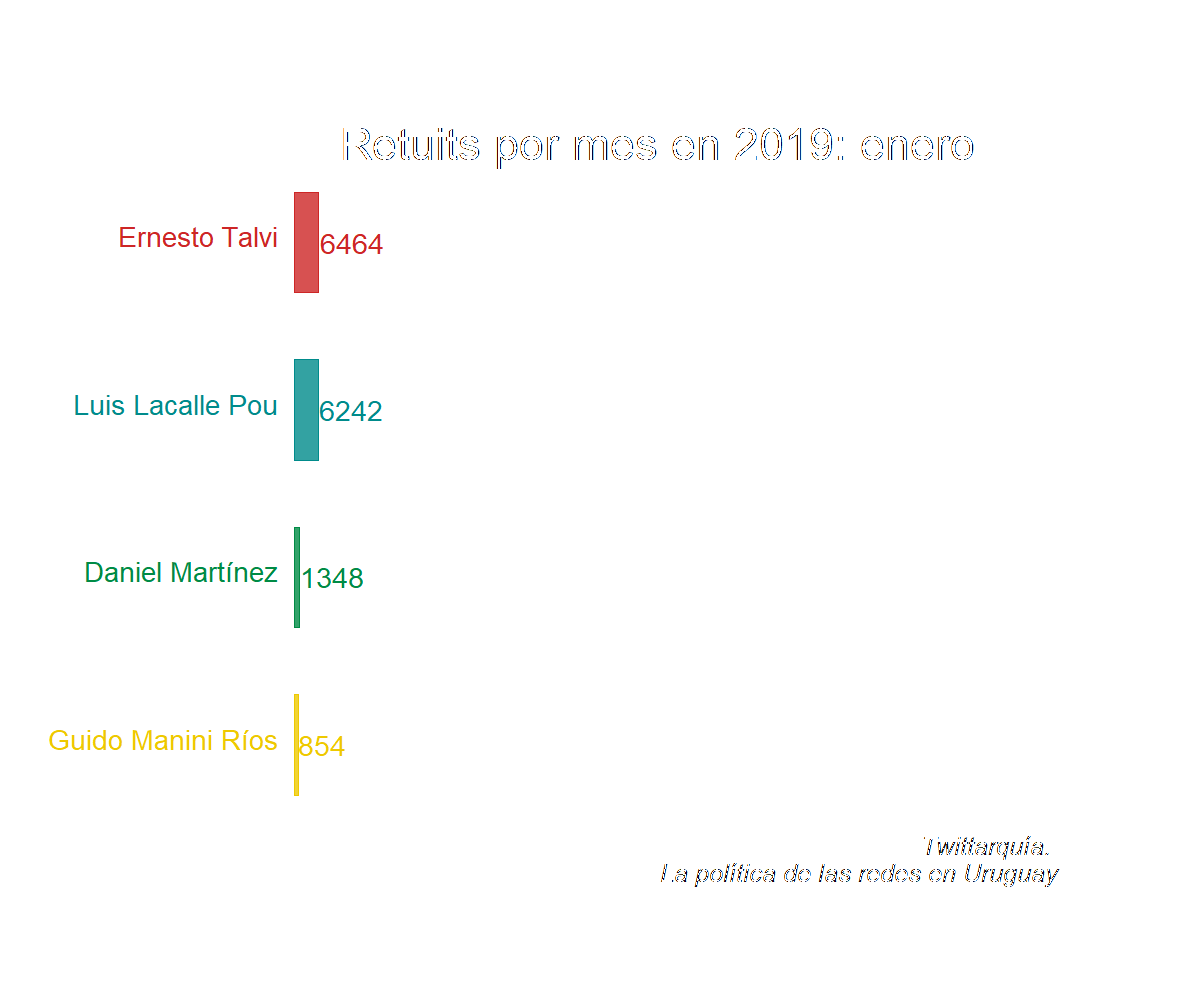 Retuits por mes en 2019: enero
Ernesto Talvi 6464
Luis Lacalle Pou 6242
Daniel Martínez 1348
Guido Manini Ríos 854
Twittarquía.
La política de las redes en Uruguay